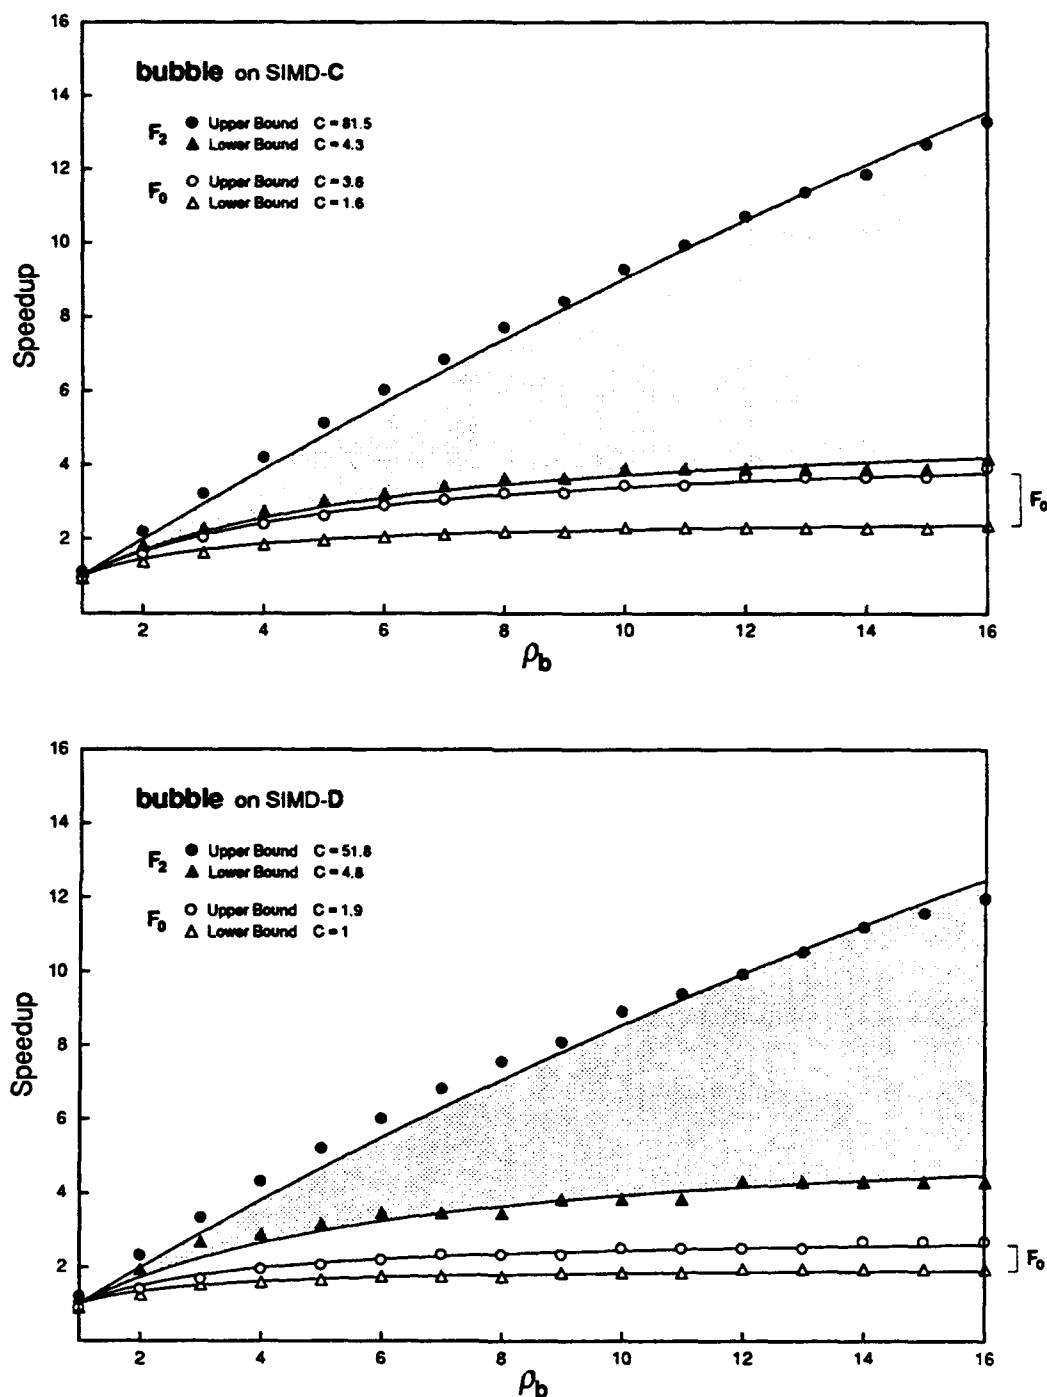 16
bubble on SIMD-C
14
F2 ● Upper Bound C = 81.5
▲ Lower Bound C = 4.3
12
F0 ○ Upper Bound C = 3.6
△ Lower Bound C = 1.6
10
Speedup
8
6
4
F0
2
2 4 6 8 10 12 14 16
ρb
16
bubble on SIMD-D
14
F2 ● Upper Bound C = 51.8
▲ Lower Bound C = 4.8
12
F0 ○ Upper Bound C = 1.9
△ Lower Bound C = 1
10
Speedup
8
6
4
2
F0
2 4 6 8 10 12 14 16
ρb